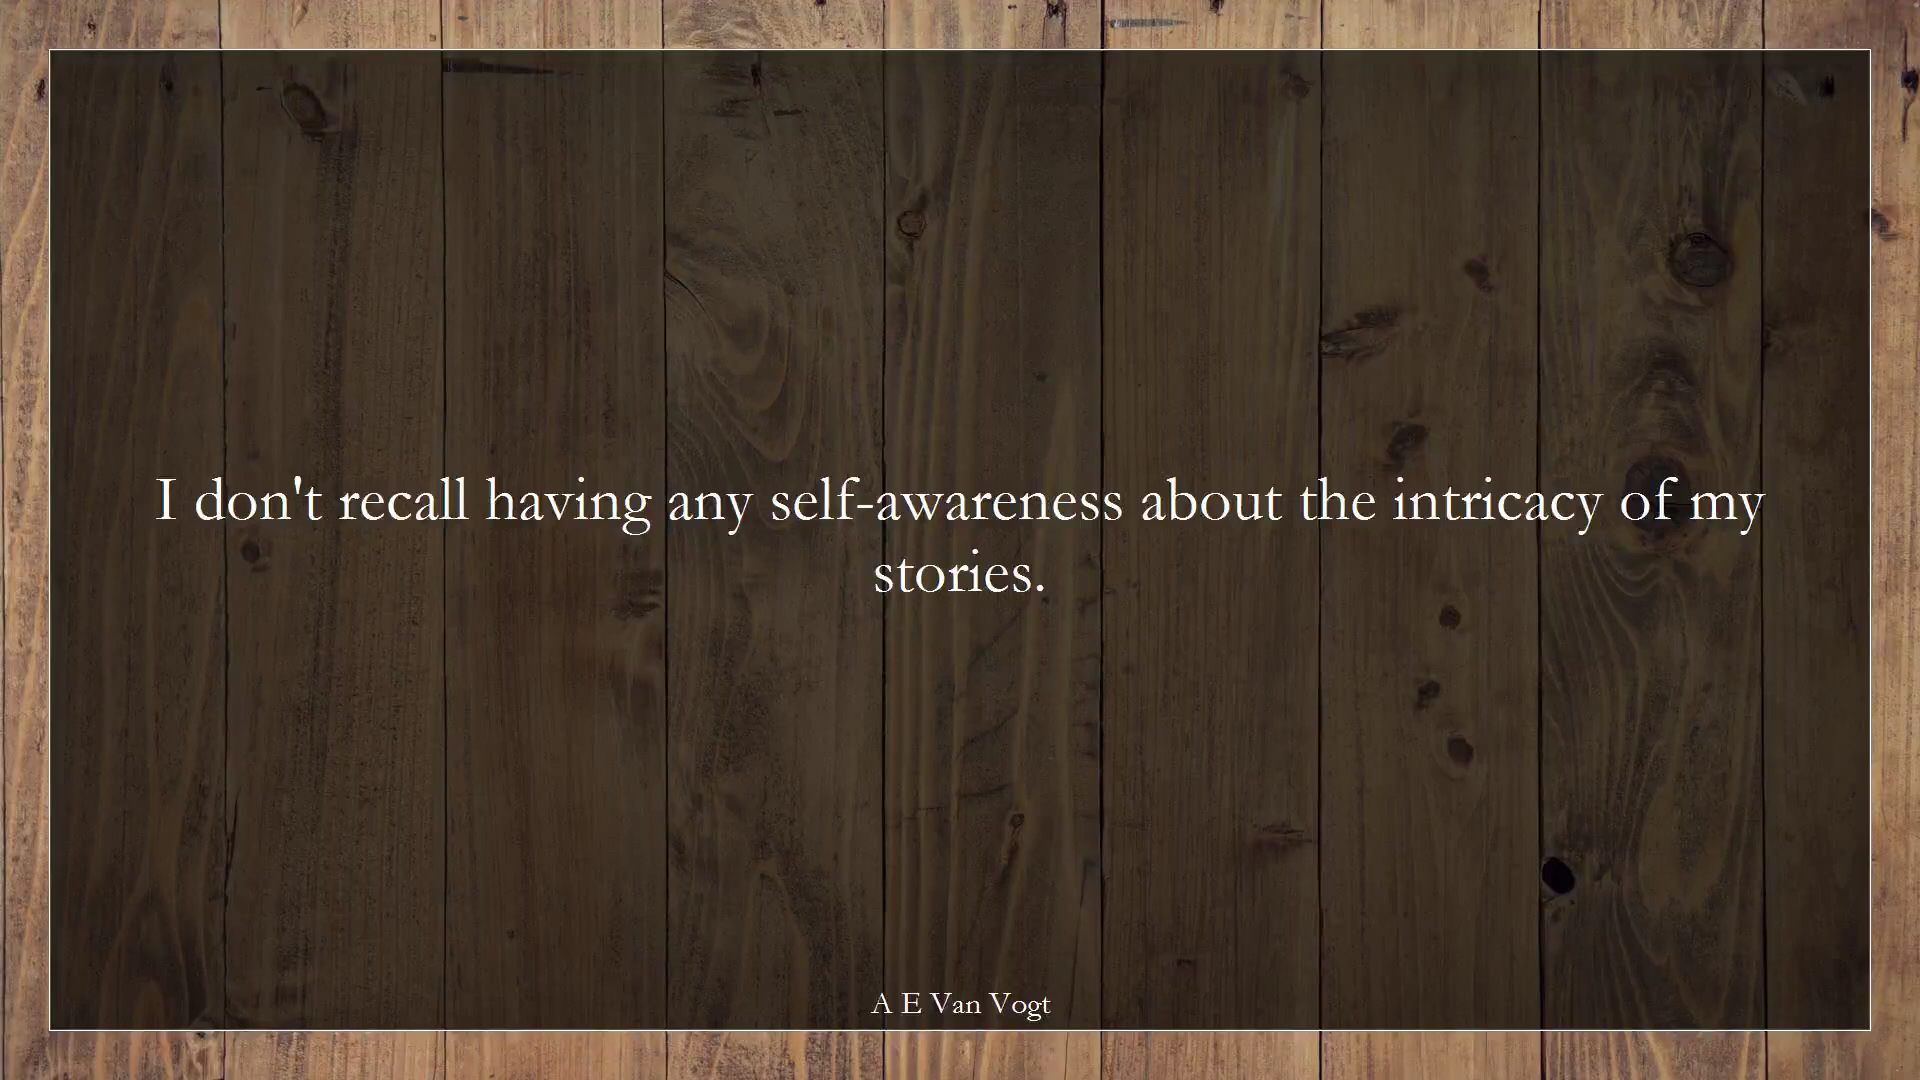 I don't recall having any self-awareness about the intricacy of my
stories.
A E Van Vogt